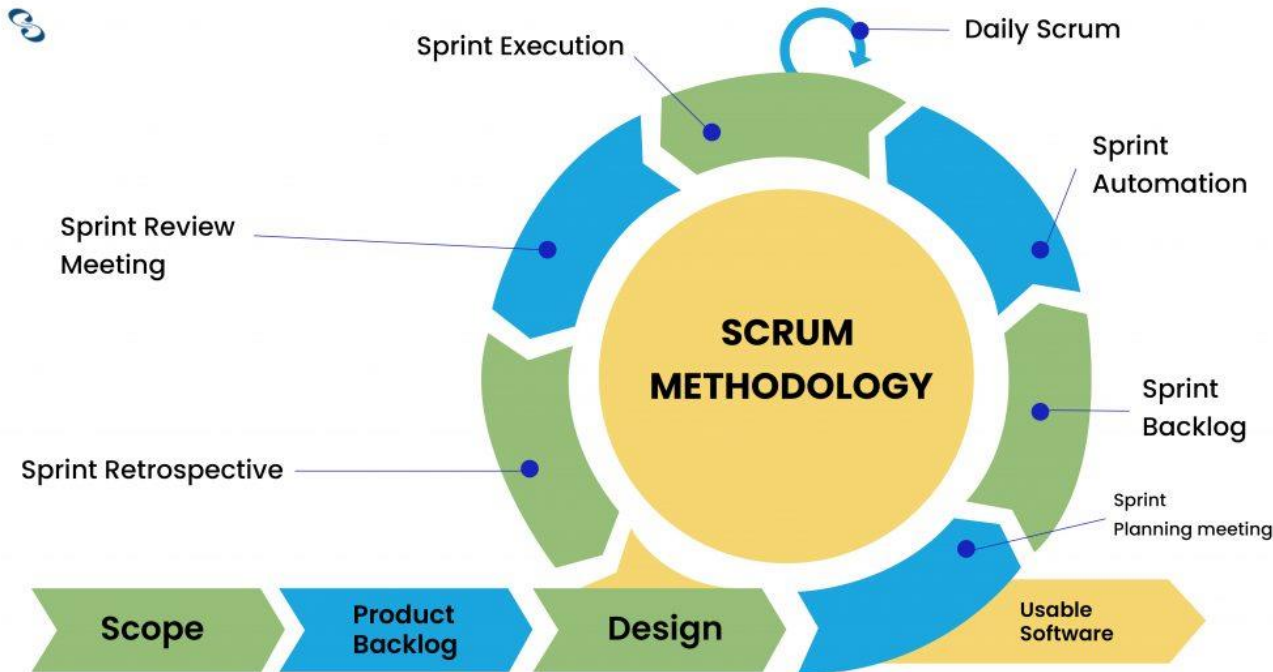 Sprint Execution
Daily Scrum
Sprint
Automation
Sprint Review
Meeting
SCRUM
METHODOLOGY
Sprint
Backlog
Sprint Retrospective
Sprint
Planning meeting
Scope
Product
Backlog
Design
Usable
Software